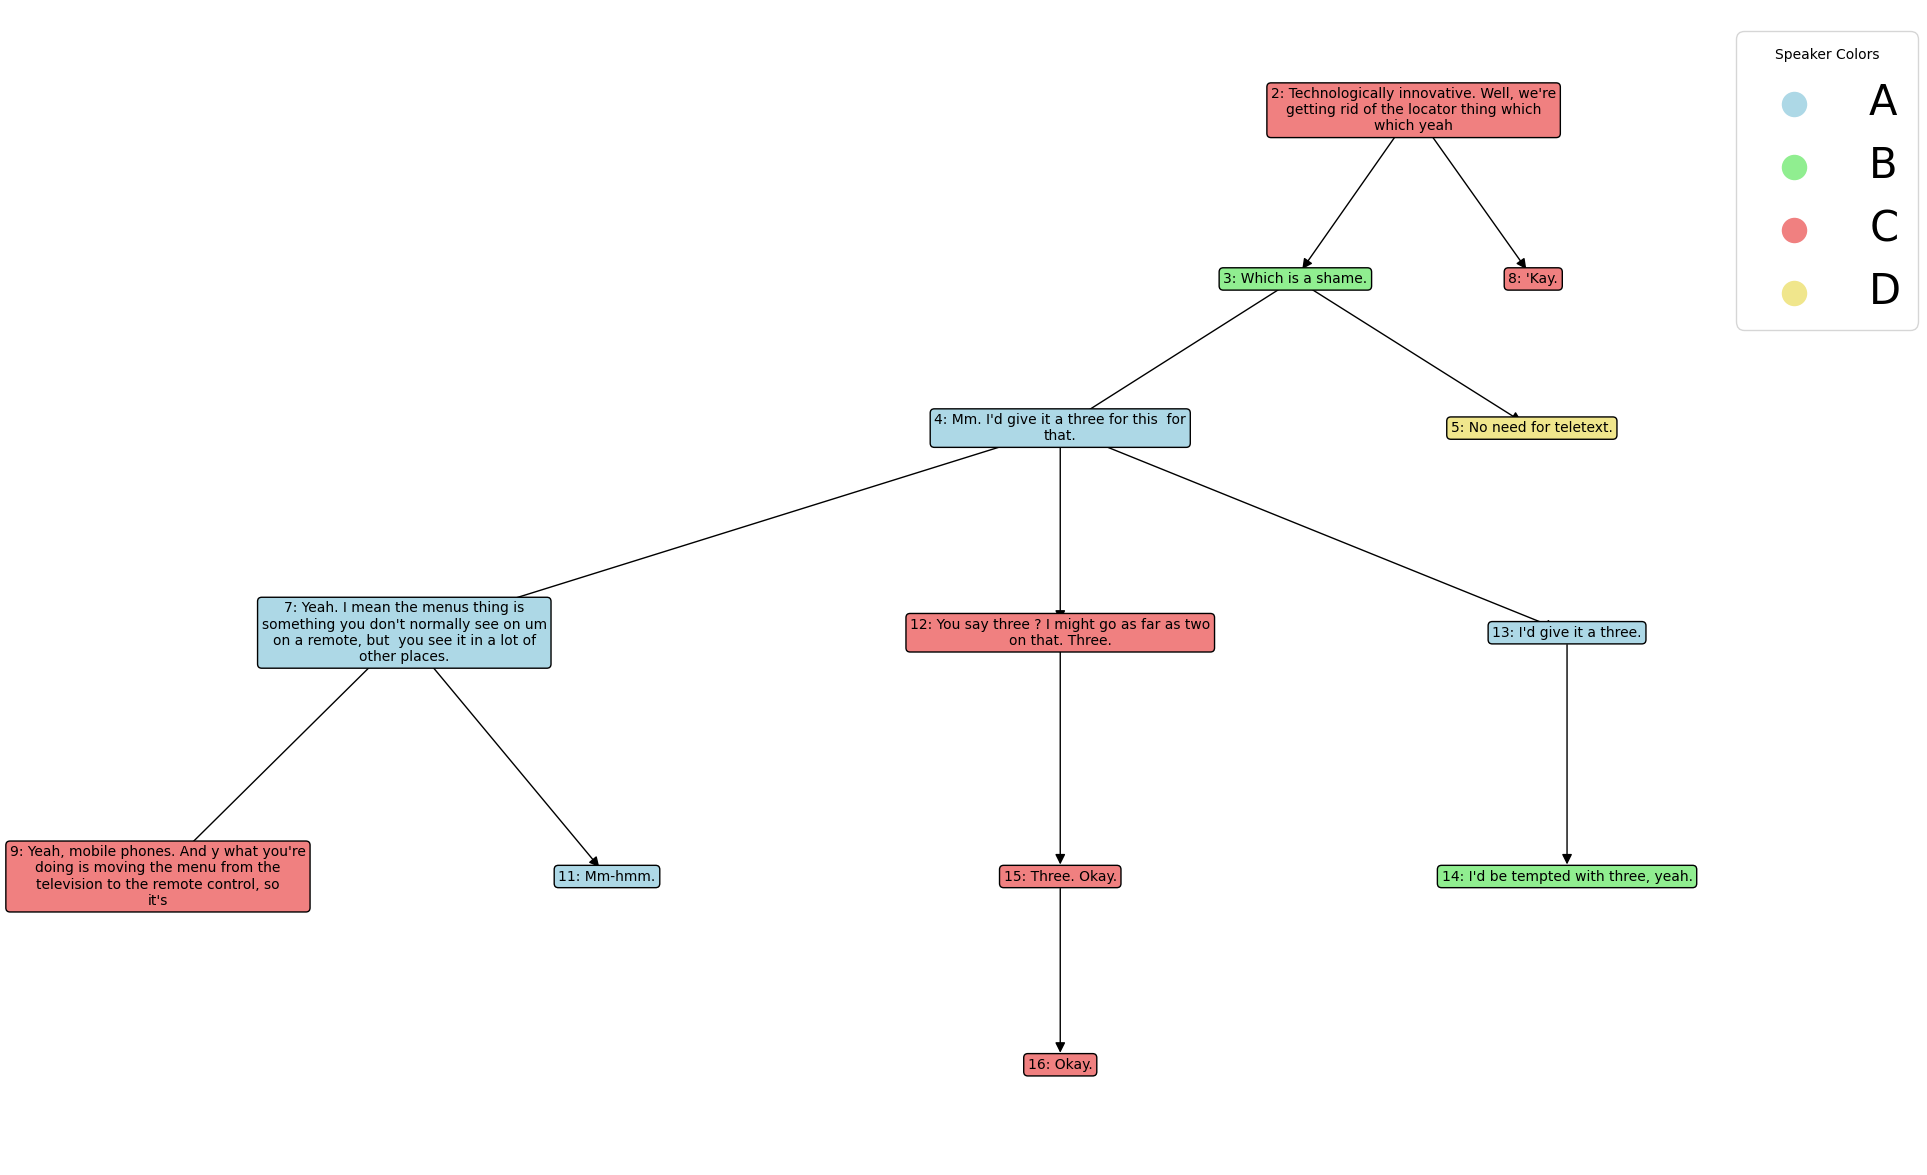 Speaker Colors
A
B
C
D
2: Technologically innovative. Well, we're
getting rid of the locator thing which
which yeah
3: Which is a shame.
8: 'Kay.
4: Mm. I'd give it a three for this  for
that.
5: No need for teletext.
7: Yeah. I mean the menus thing is
something you don't normally see on um
on a remote, but  you see it in a lot of
other places.
12: You say three ? I might go as far as two
on that. Three.
13: I'd give it a three.
9: Yeah, mobile phones. And y what you're
doing is moving the menu from the
television to the remote control, so
it's
11: Mm-hmm.
15: Three. Okay.
14: I'd be tempted with three, yeah.
16: Okay.